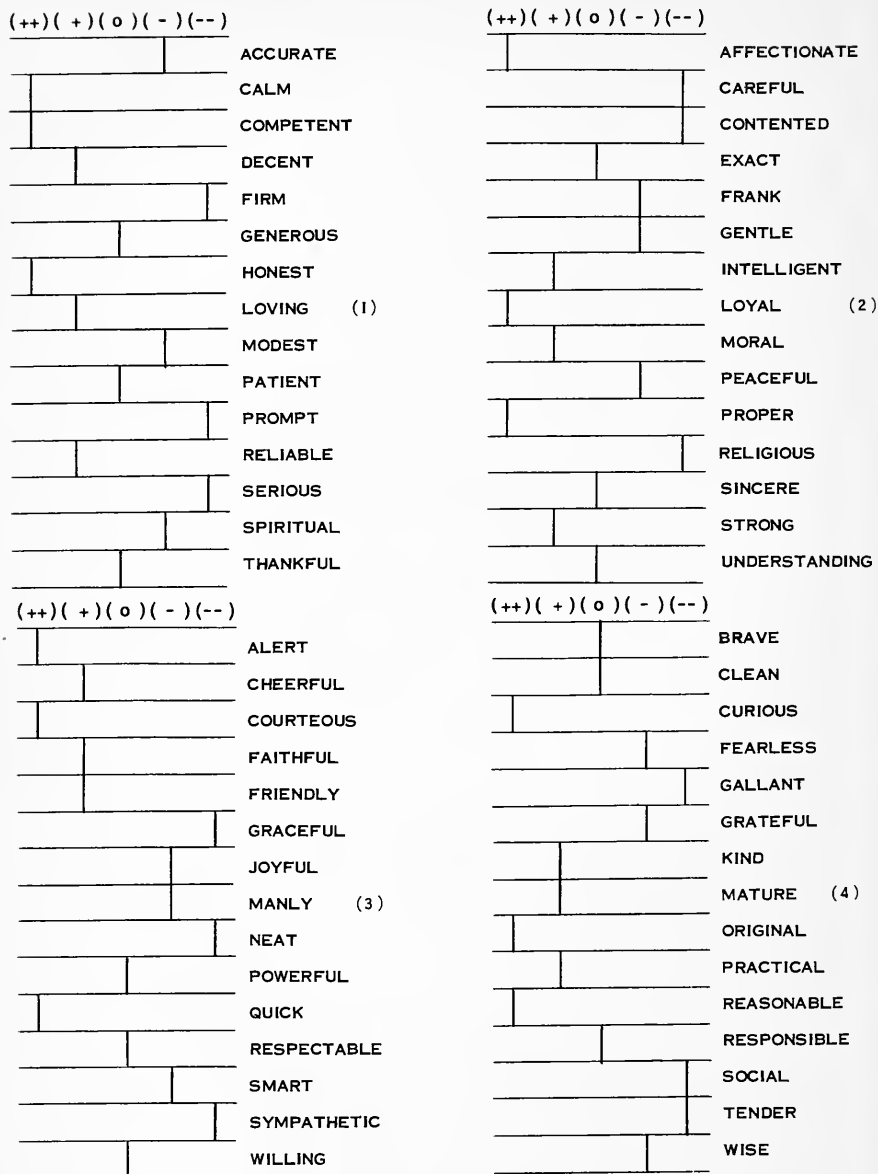 (++)( +)( o )( - )(--)
ACCURATE
CALM
COMPETENT
DECENT
FIRM
GENEROUS
HONEST
LOVING (1)
MODEST
PATIENT
PROMPT
RELIABLE
SERIOUS
SPIRITUAL
THANKFUL
(++)( +)( o )( - )(--)
AFFECTIONATE
CAREFUL
CONTENTED
EXACT
FRANK
GENTLE
INTELLIGENT
LOYAL (2)
MORAL
PEACEFUL
PROPER
RELIGIOUS
SINCERE
STRONG
UNDERSTANDING
(++)( +)( o )( - )(--)
ALERT
CHEERFUL
COURTEOUS
FAITHFUL
FRIENDLY
GRACEFUL
JOYFUL
MANLY (3)
NEAT
POWERFUL
QUICK
RESPECTABLE
SMART
SYMPATHETIC
WILLING
(++)( +)( o )( - )(--)
BRAVE
CLEAN
CURIOUS
FEARLESS
GALLANT
GRATEFUL
KIND
MATURE (4)
ORIGINAL
PRACTICAL
REASONABLE
RESPONSIBLE
SOCIAL
TENDER
WISE